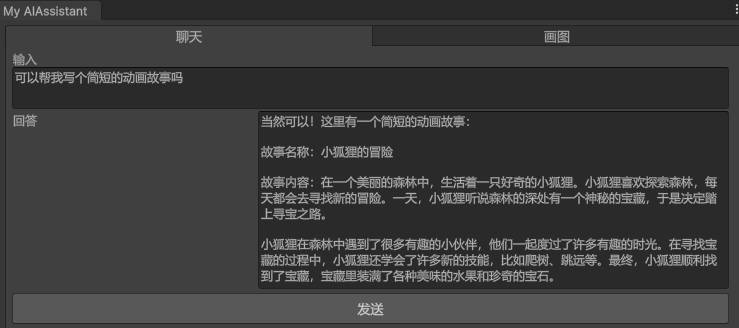 My AIAssistant
聊天
画图
输入
可以帮我写个简短的动画故事吗
回答
当然可以！这里有一个简短的动画故事：
故事名称：小狐狸的冒险
故事内容：在一个美丽的森林中，生活着一只好奇的小狐狸。小狐狸喜欢探索森林，每
天都会去寻找新的冒险。一天，小狐狸听说森林的深处有一个神秘的宝藏，于是决定踏
上寻宝之路。
小狐狸在森林中遇到了很多有趣的小伙伴，他们一起度过了许多有趣的时光。在寻找宝
藏的过程中，小狐狸还学会了许多新的技能，比如爬树、跳远等。最终，小狐狸顺利找
到了宝藏，宝藏里装满了各种美味的水果和珍奇的宝石。
发送